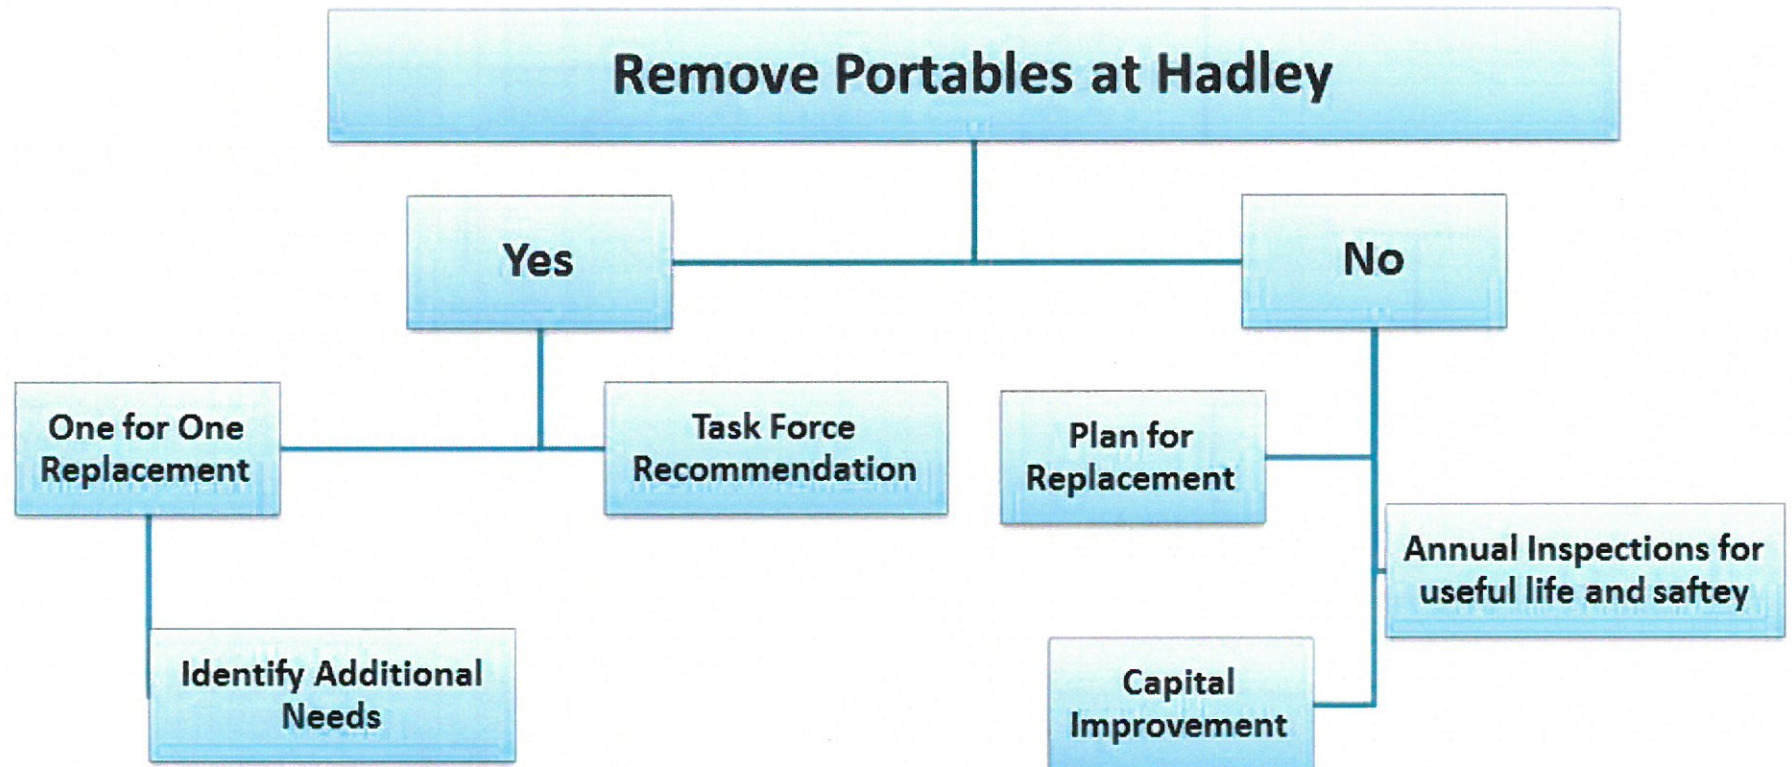 Remove Portables at Hadley
Yes
No
One for One
Replacement
Task Force
Recommendation
Plan for
Replacement
Annual Inspections for
useful life and saftey
Identify Additional
Needs
Capital
Improvement